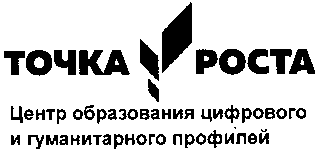 ТОЧКА РОСТА
Центр образования цифрового
и гуманитарного профилей